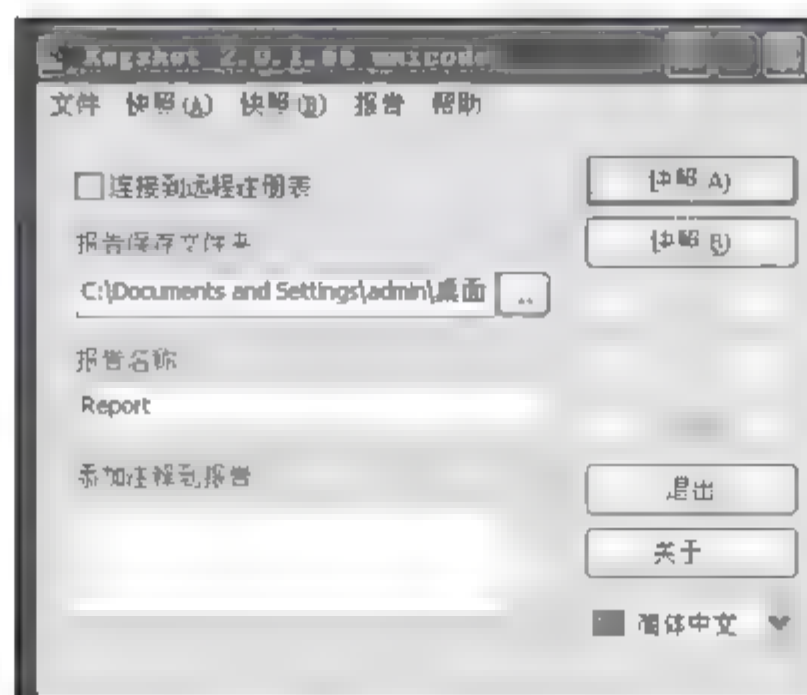 Regshot 2.0.1.66 unicode
文件 快照(A) 快照(B) 报告 帮助
连接到远程注册表
快照 A)
报告保存文件夹
快照 B)
C:\Documents and Settings\admin\桌面
..
报告名称
Report
添加注释到报告
退出
关于
简体中文